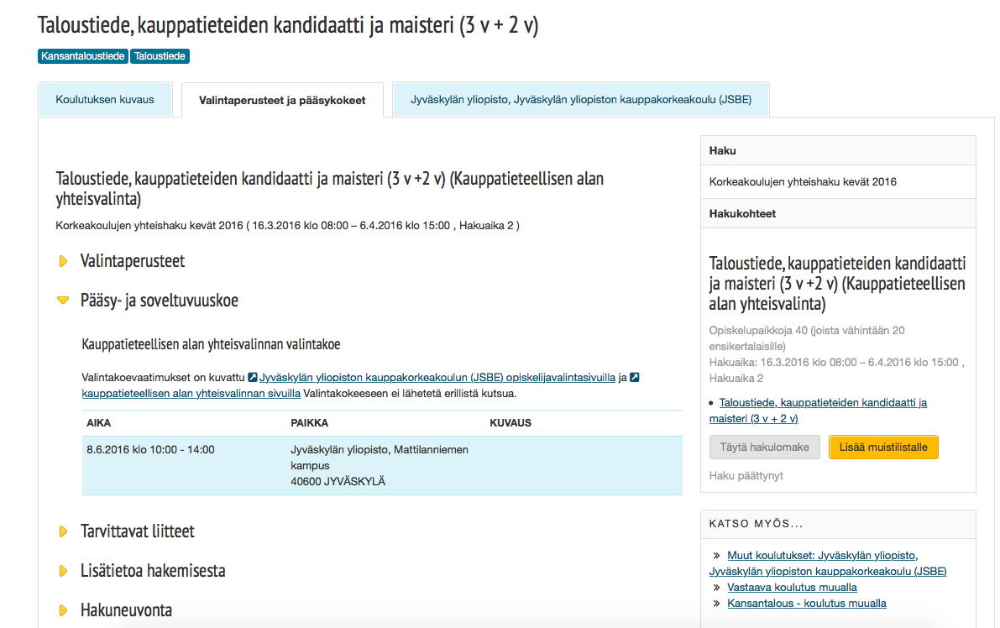 Taloustiede, kauppatieteiden kandidaatti ja maisteri (3 v + 2 v)
Kansantaloustiede Taloustiede
Koulutuksen kuvaus
Valintaperusteet ja pääsykokeet
Jyväskylän yliopisto, Jyväskylän yliopiston kauppakorkeakoulu (JSBE)
Taloustiede, kauppatieteiden kandidaatti ja maisteri (3 v +2 v) (Kauppatieteellisen alan
yhteisvalinta)
Korkeakoulujen yhteishaku kevät 2016 ( 16.3.2016 klo 08:00 – 6.4.2016 klo 15:00 , Hakuaika 2 )
Valintaperusteet
Pääsy- ja soveltuvuuskoe
Kauppatieteellisen alan yhteisvalinnan valintakoe
Valintakoevaatimukset on kuvattu Jyväskylän yliopiston kauppakorkeakoulun (JSBE) opiskelijavalintasivuilla ja
kauppatieteellisen alan yhteisvalinnan sivuilla Valintakokeeseen ei lähetetä erillistä kutsua.
AIKA PAIKKA KUVAUS
8.6.2016 klo 10:00 - 14:00 Jyväskylän yliopisto, Mattilanniemen
kampus
40600 JYVÄSKYLÄ
Tarvittavat liitteet
Lisätietoa hakemisesta
Hakuneuvonta
Haku
Korkeakoulujen yhteishaku kevät 2016
Hakukohteet
Taloustiede, kauppatieteiden kandidaatti
ja maisteri (3 v +2 v) (Kauppatieteellisen
alan yhteisvalinta)
Opiskelupaikkoja 40 (joista vähintään 20
ensikertalaisille)
Hakuaika: 16.3.2016 klo 08:00 – 6.4.2016 klo 15:00 ,
Hakuaika 2
• Taloustiede, kauppatieteiden kandidaatti ja
maisteri (3 v + 2 v)
Täytä hakulomake Lisää muistilistalle
Haku päättynyt
KATSO MYÖS...
» Muut koulutukset: Jyväskylän yliopisto,
Jyväskylän yliopiston kauppakorkeakoulu (JSBE)
» Vastaava koulutus muualla
» Kansantalous - koulutus muualla